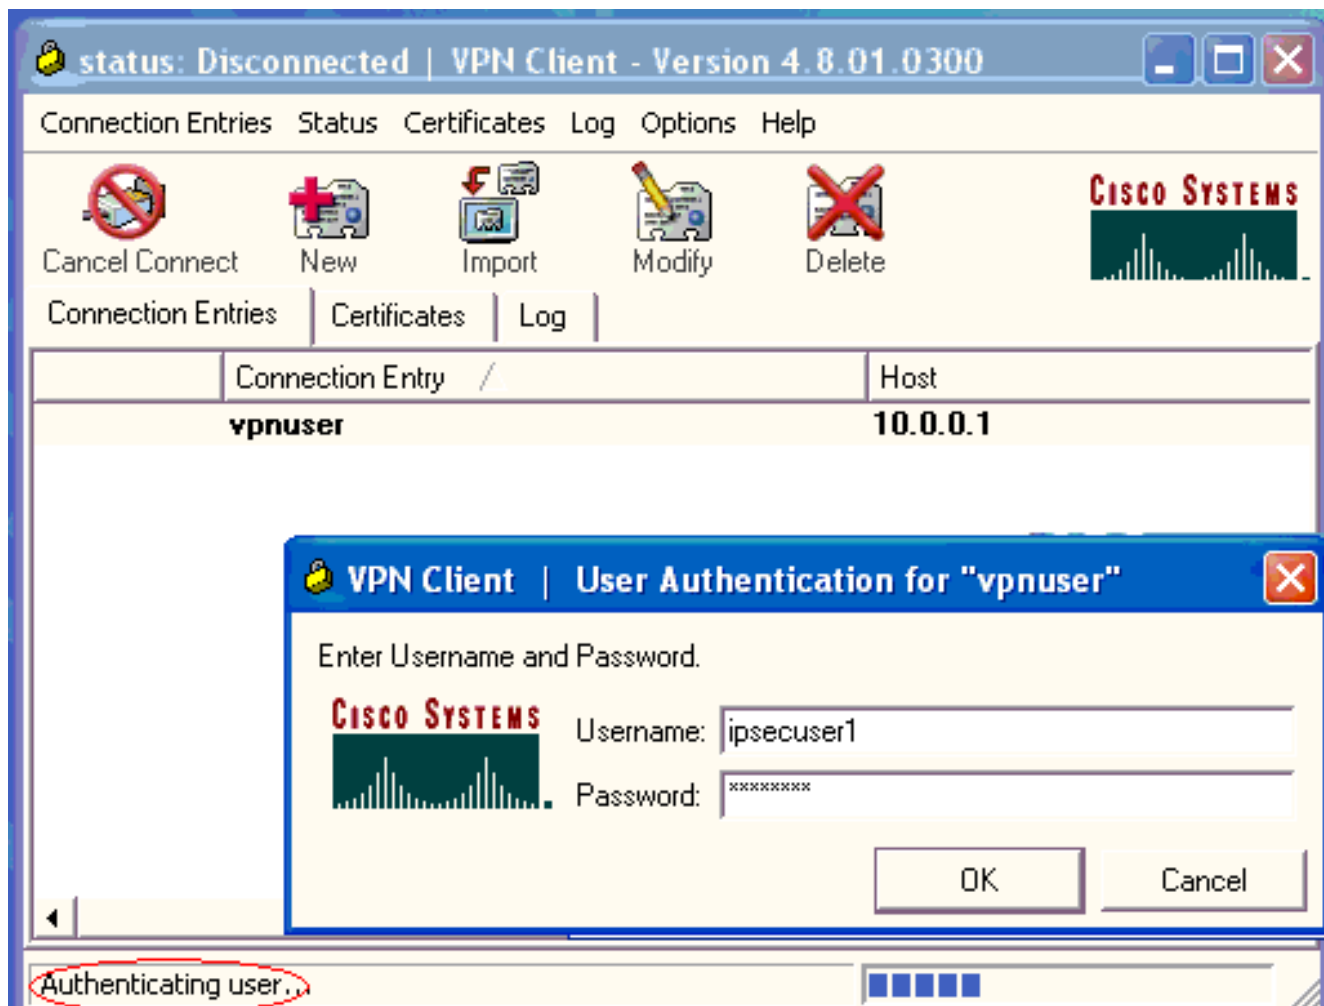 status: Disconnected | VPN Client - Version 4.8.01.0300
Connection Entries Status Certificates Log Options Help
CISCO SYSTEMS
Cancel Connect New Import Modify Delete
Connection Entries Certificates Log
Connection Entry Host
vpnuser 10.0.0.1
VPN Client | User Authentication for "vpnuser"
Enter Username and Password.
CISCO SYSTEMS
Username: ipsecuser1
Password: ********
OK Cancel
Authenticating user...